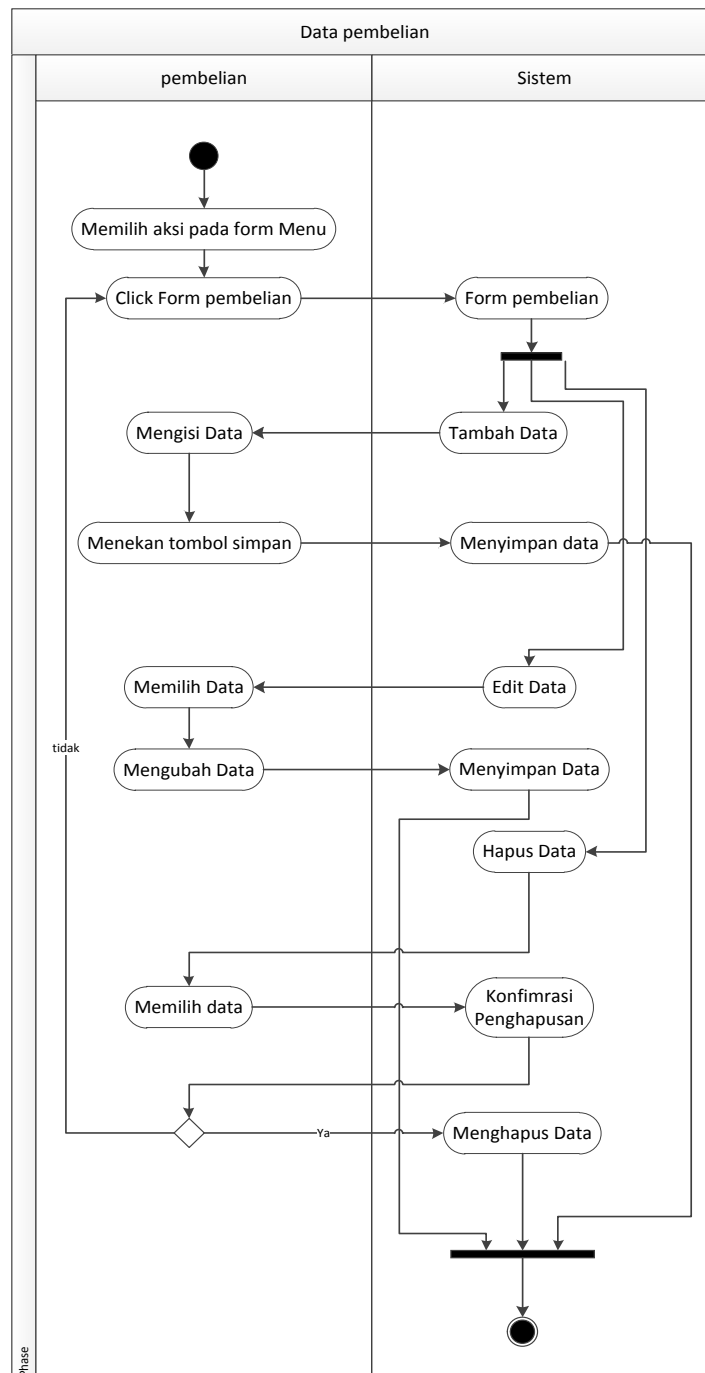 Data pembelian
pembelian
Sistem
Memilih aksi pada form Menu
Click Form pembelian
Form pembelian
Mengisi Data
Tambah Data
Menekan tombol simpan
Menyimpan data
Memilih Data
Edit Data
tidak
Mengubah Data
Menyimpan Data
Hapus Data
Memilih data
Konfimrasi
Penghapusan
Ya
Menghapus Data
Phase